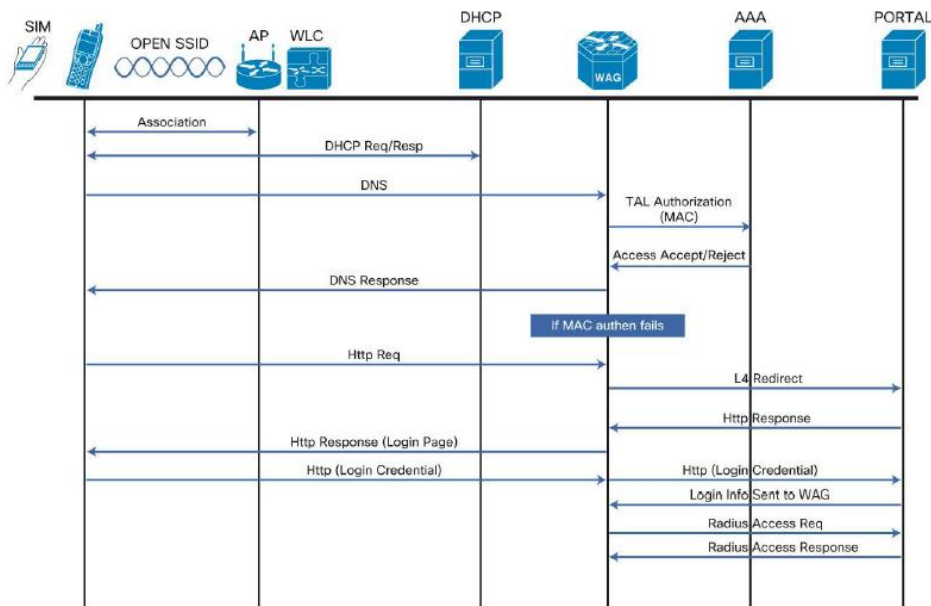 SIM
OPEN SSID
AP
WLC
DHCP
AAA
PORTAL
WAG
Association
DHCP Req/Resp
DNS
TAL Authorization
(MAC)
Access Accept/Reject
DNS Response
If MAC authen fails
Http Req
L4 Redirect
Http Response
Http Response (Login Page)
Http (Login Credential)
Http (Login Credential)
Login Info Sent to WAG
Radius Access Req
Radius Access Response